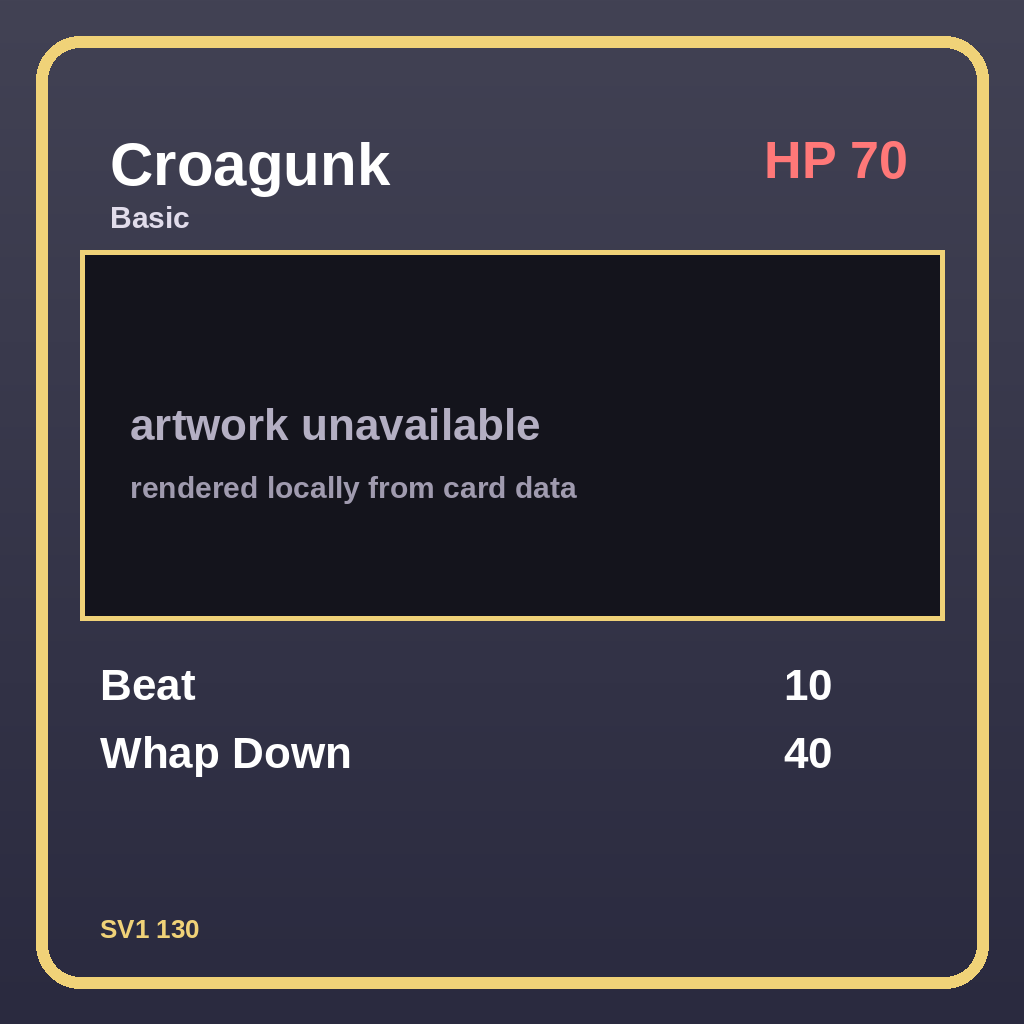 Croagunk
HP 70
Basic
artwork unavailable
rendered locally from card data
Beat 10
Whap Down 40
SV1 130